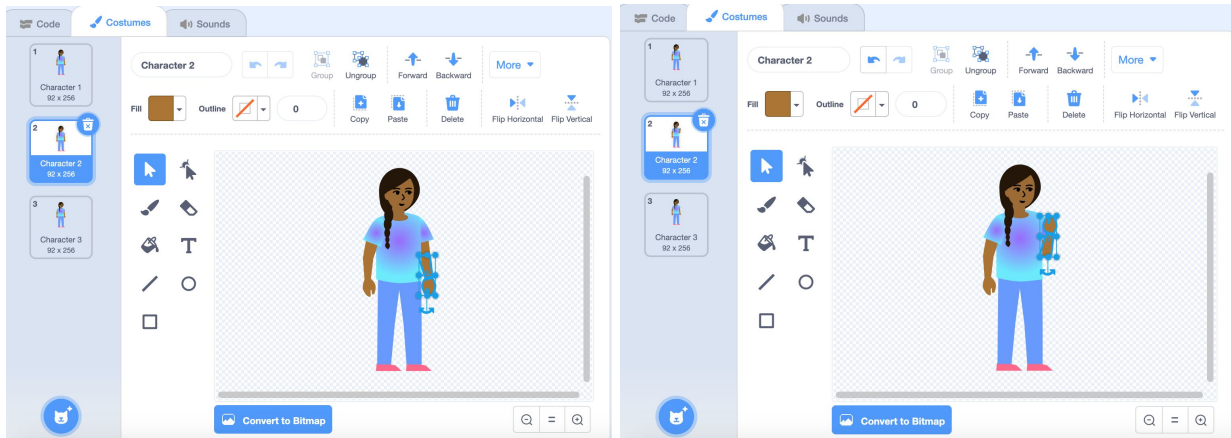 Code Costumes Sounds
1
Character 1
92 x 256
2
Character 2
92 x 256
3
Character 3
92 x 256
Character 2
Group Ungroup Forward Backward More
Fill Outline 0 Copy Paste Delete Flip Horizontal Flip Vertical
T
Convert to Bitmap
Code Costumes Sounds
1
Character 1
92 x 256
2
Character 2
92 x 256
3
Character 3
92 x 256
Character 2
Group Ungroup Forward Backward More
Fill Outline 0 Copy Paste Delete Flip Horizontal Flip Vertical
T
Convert to Bitmap